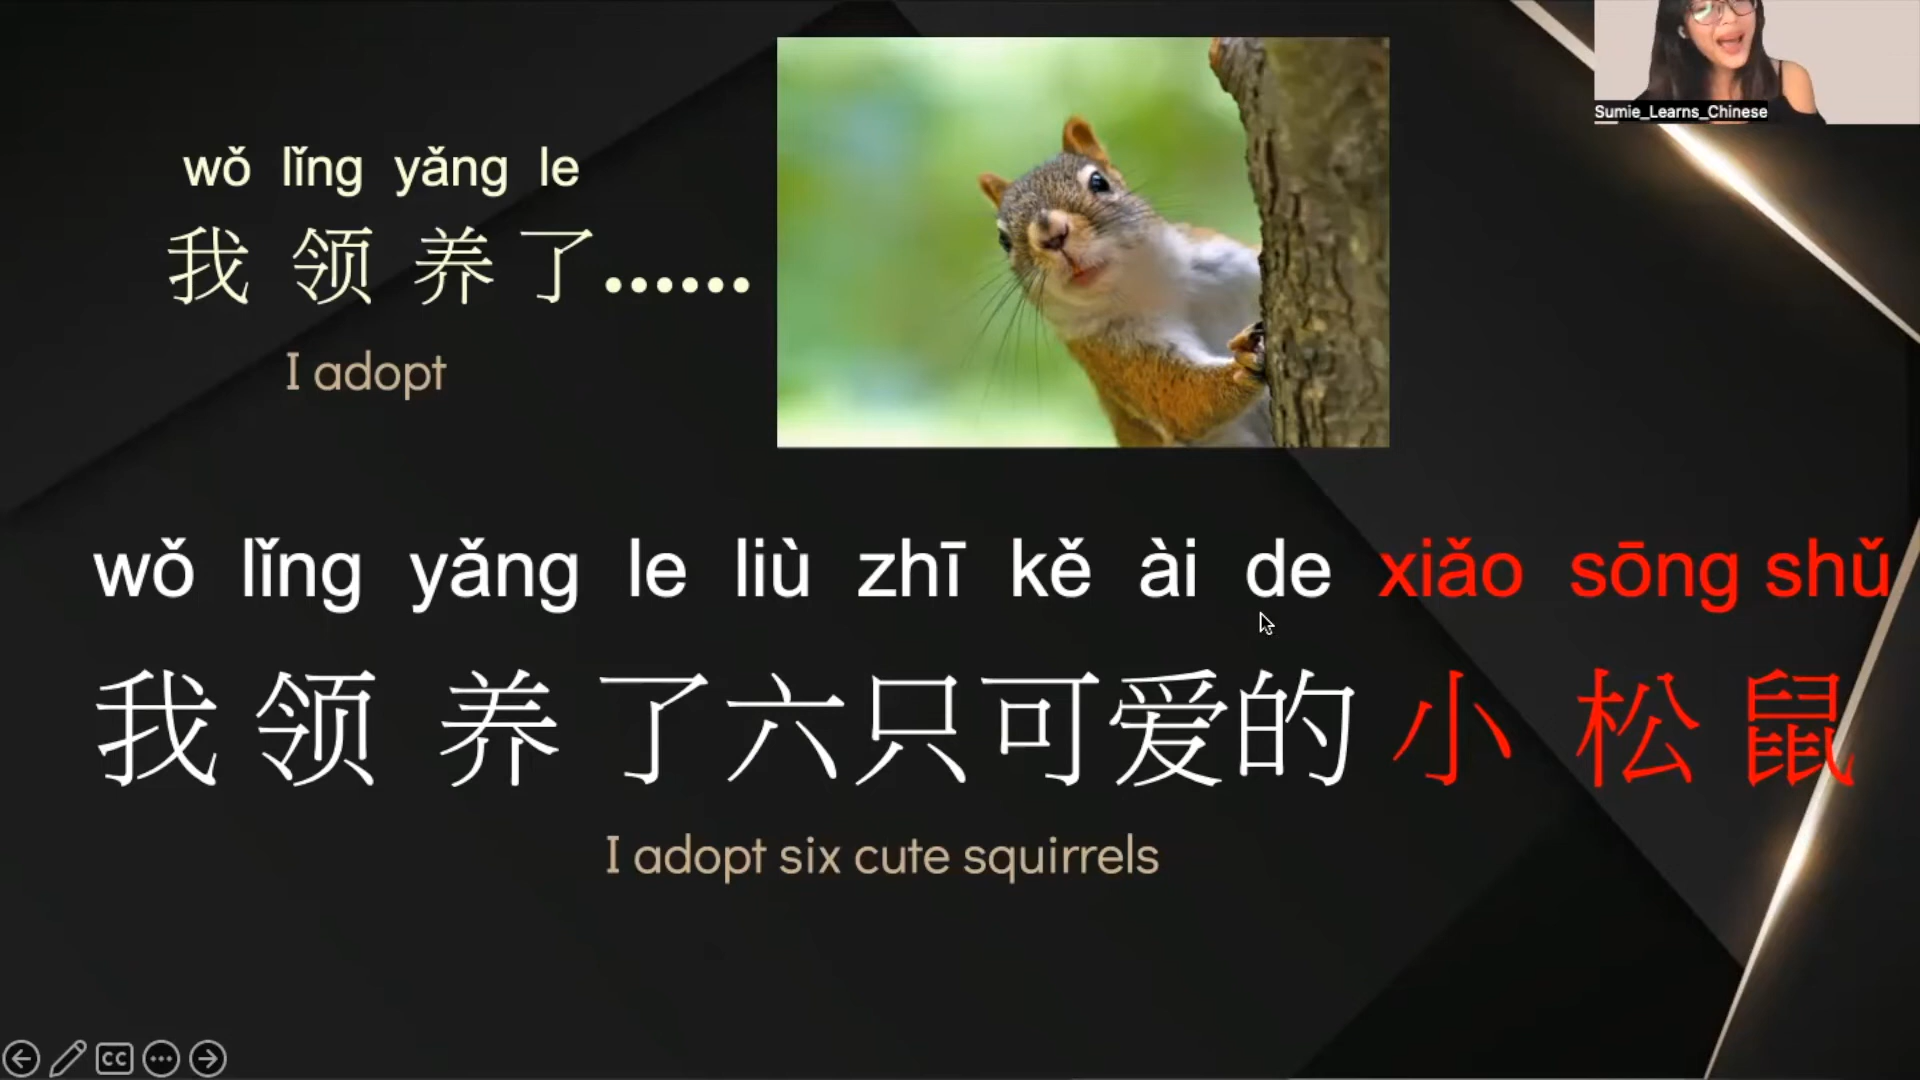 Sumie_Learns_Chinese
wǒ lǐng yǎng le
我 领 养 了......
I adopt
wǒ lǐng yǎng le liù zhī kě ài de xiǎo sōng shǔ
我 领 养 了六只可爱的 小 松 鼠
I adopt six cute squirrels
CC